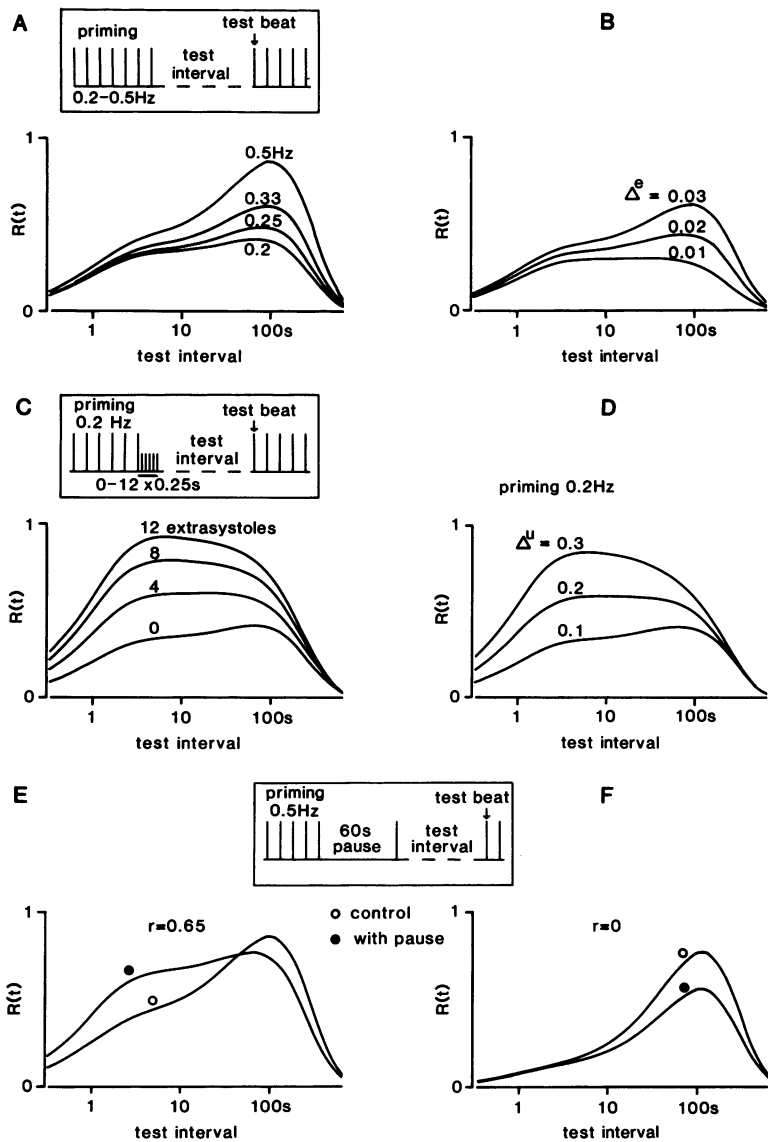 A
priming
test
interval
test beat
0.2–0.5Hz
1
R(t)
0
0.5Hz
0.33
0.25
0.2
1
10
100s
test interval
B
1
R(t)
0
Δᵉ = 0.03
0.02
0.01
1
10
100s
test interval
C
priming
0.2 Hz
test
interval
test beat
0–12 x0.25s
1
R(t)
0
12 extrasystoles
8
4
0
1
10
100s
test interval
D
priming 0.2Hz
1
R(t)
0
Δᵘ = 0.3
0.2
0.1
1
10
100s
test interval
E
priming
0.5Hz
60s
pause
test
interval
test beat
F
1
R(t)
0
r=0.65
1
10
100s
test interval
○ control
● with pause
1
R(t)
0
r=0
1
10
100s
test interval